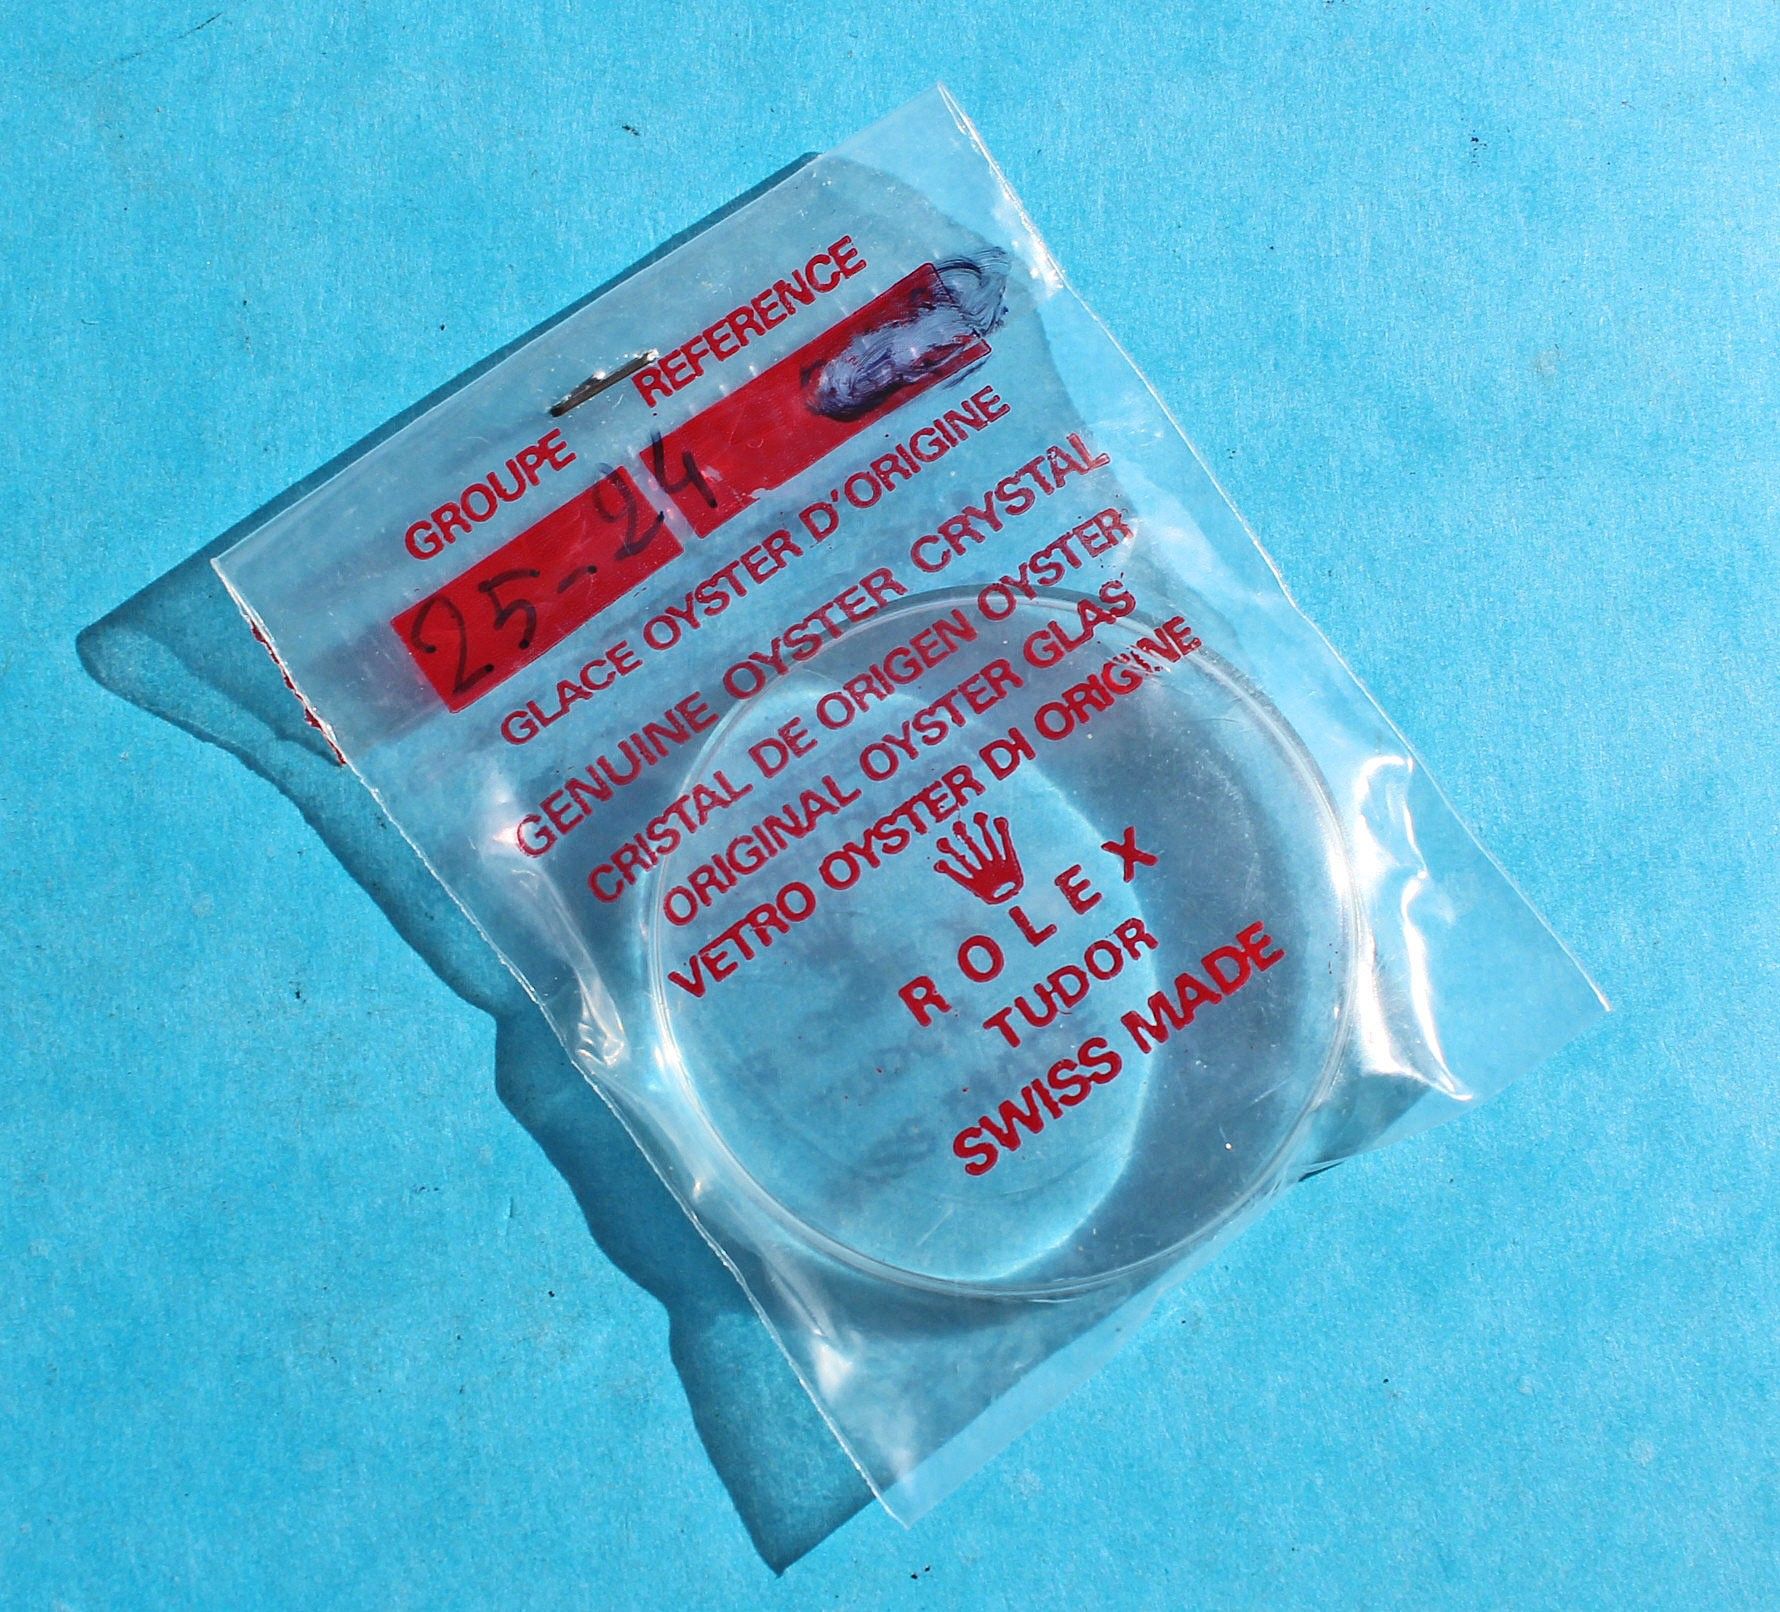 GROUPE REFERENCE
25-24
GLACE OYSTER D'ORIGINE
GENUINE OYSTER CRYSTAL
CRISTAL DE ORIGEN OYSTER
ORIGINAL OYSTER GLAS
VETRO OYSTER DI ORIGINE
ROLEX
TUDOR
SWISS MADE